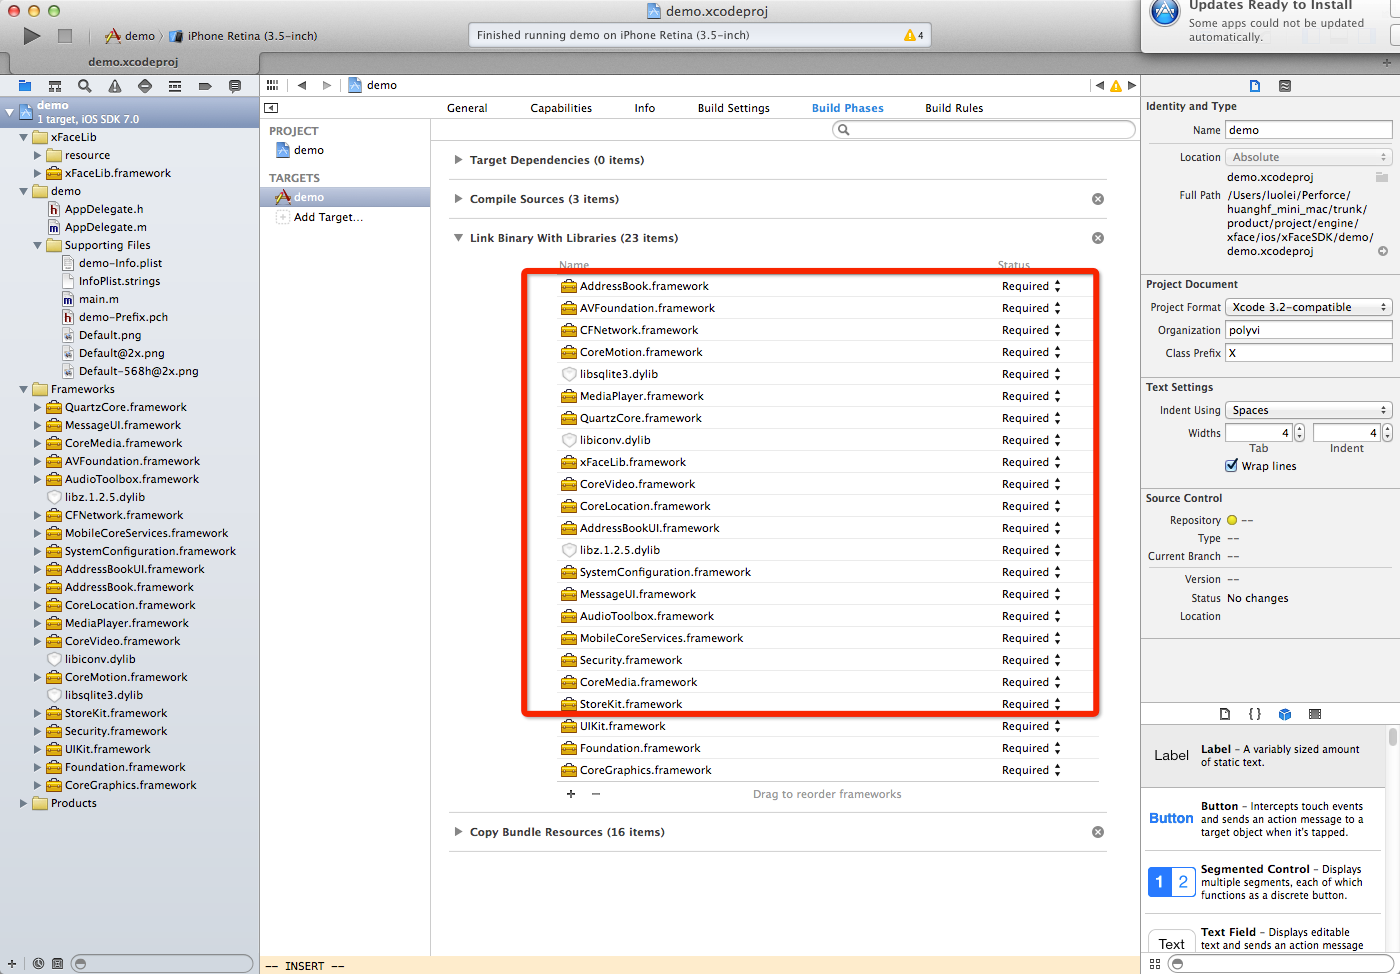 demo.xcodeproj
Updates Ready to Install
Some apps could not be updated
automatically.
demo
iPhone Retina (3.5-inch)
Finished running demo on iPhone Retina (3.5-inch)
4
demo.xcodeproj
demo
demo
1 target, iOS SDK 7.0
xFaceLib
resource
xFaceLib.framework
demo
AppDelegate.h
AppDelegate.m
Supporting Files
demo-Info.plist
InfoPlist.strings
main.m
demo-Prefix.pch
Default.png
Default@2x.png
Default-568h@2x.png
Frameworks
QuartzCore.framework
MessageUI.framework
CoreMedia.framework
AVFoundation.framework
AudioToolbox.framework
libz.1.2.5.dylib
CFNetwork.framework
MobileCoreServices.framework
SystemConfiguration.framework
AddressBookUI.framework
AddressBook.framework
CoreLocation.framework
MediaPlayer.framework
CoreVideo.framework
libiconv.dylib
CoreMotion.framework
libsqlite3.dylib
StoreKit.framework
Security.framework
UIKit.framework
Foundation.framework
CoreGraphics.framework
Products
General Capabilities Info Build Settings Build Phases Build Rules
PROJECT
demo
TARGETS
demo
Add Target...
Target Dependencies (0 items)
Compile Sources (3 items)
Link Binary With Libraries (23 items)
Name Status
AddressBook.framework Required
AVFoundation.framework Required
CFNetwork.framework Required
CoreMotion.framework Required
libsqlite3.dylib Required
MediaPlayer.framework Required
QuartzCore.framework Required
libiconv.dylib Required
xFaceLib.framework Required
CoreVideo.framework Required
CoreLocation.framework Required
AddressBookUI.framework Required
libz.1.2.5.dylib Required
SystemConfiguration.framework Required
MessageUI.framework Required
AudioToolbox.framework Required
MobileCoreServices.framework Required
Security.framework Required
CoreMedia.framework Required
StoreKit.framework Required
UIKit.framework Required
Foundation.framework Required
CoreGraphics.framework Required
+ − Drag to reorder frameworks
Copy Bundle Resources (16 items)
-- INSERT --
Identity and Type
Name demo
Location Absolute
demo.xcodeproj
Full Path /Users/luolei/Perforce/
huanghf_mini_mac/trunk/
product/project/engine/
xface/ios/xFaceSDK/demo/
demo.xcodeproj
Project Document
Project Format Xcode 3.2-compatible
Organization polyvi
Class Prefix X
Text Settings
Indent Using Spaces
Widths 4 4
Tab Indent
Wrap lines
Source Control
Repository --
Type --
Current Branch --
Version --
Status No changes
Location
{ }
Label Label - A variably sized amount
of static text.
Button Button - Intercepts touch events
and sends an action message to a
target object when it's tapped.
1 2 Segmented Control - Displays
multiple segments, each of which
functions as a discrete button.
Text Text Field - Displays editable
text and sends an action message